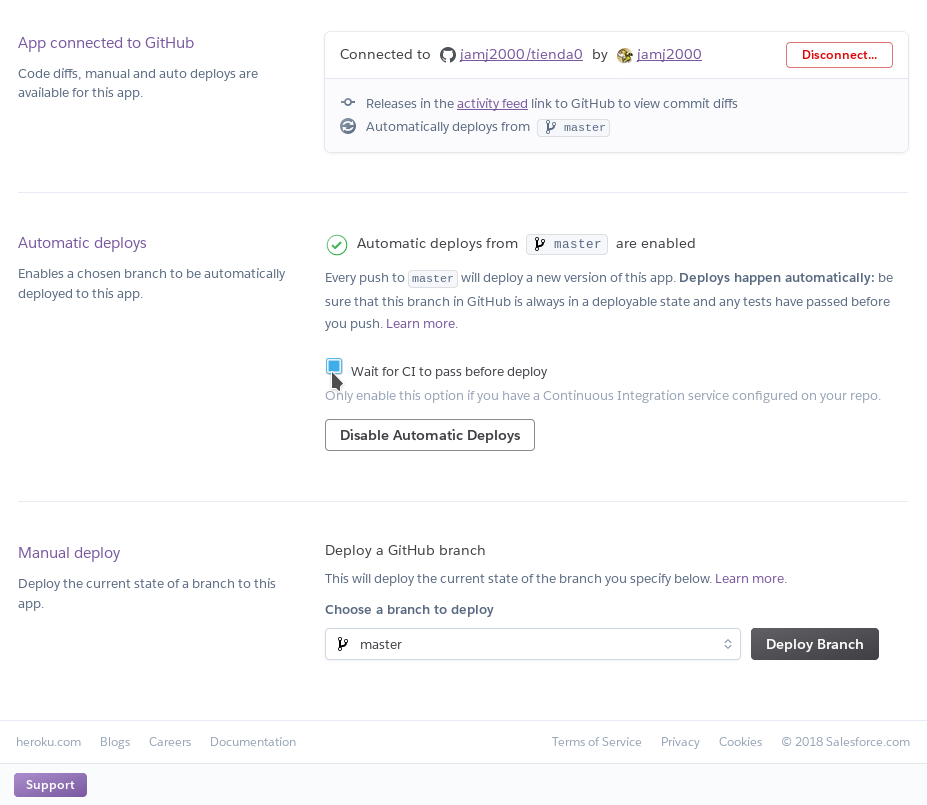 App connected to GitHub
Code diffs, manual and auto deploys are
available for this app.
Connected to jamj2000/tienda0 by jamj2000
Disconnect...
Releases in the activity feed link to GitHub to view commit diffs
Automatically deploys from master
Automatic deploys
Enables a chosen branch to be automatically
deployed to this app.
Automatic deploys from master are enabled
Every push to master will deploy a new version of this app. Deploys happen automatically: be
sure that this branch in GitHub is always in a deployable state and any tests have passed before
you push. Learn more.
Wait for CI to pass before deploy
Only enable this option if you have a Continuous Integration service configured on your repo.
Disable Automatic Deploys
Manual deploy
Deploy the current state of a branch to this
app.
Deploy a GitHub branch
This will deploy the current state of the branch you specify below. Learn more.
Choose a branch to deploy
master
Deploy Branch
heroku.com Blogs Careers Documentation
Terms of Service Privacy Cookies © 2018 Salesforce.com
Support